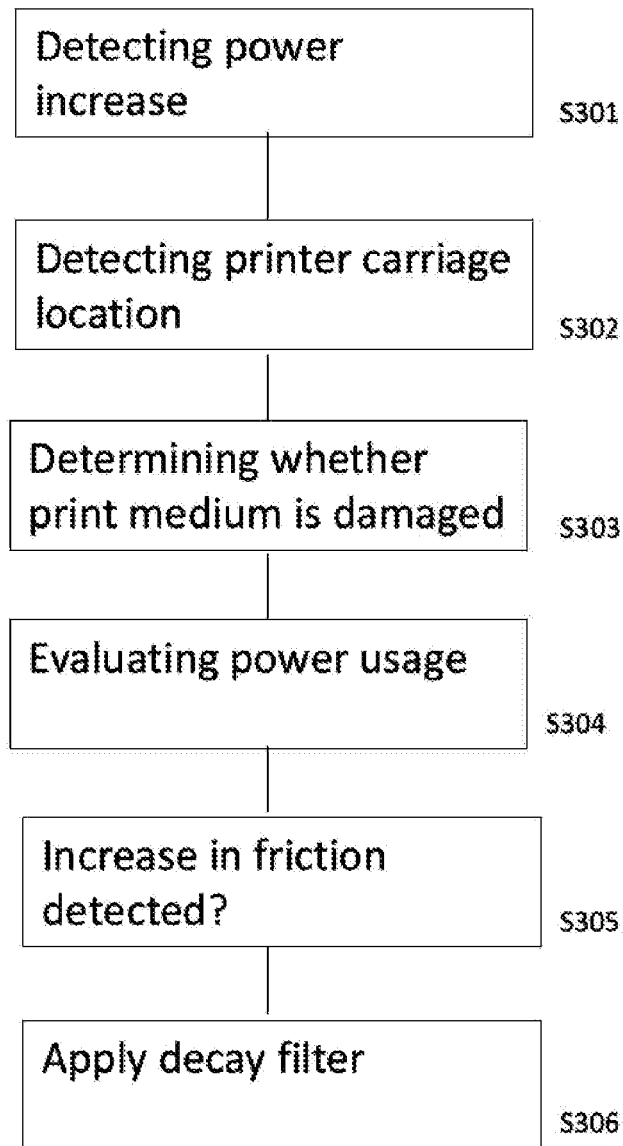 Detecting power
increase
S301
Detecting printer carriage
location
S302
Determining whether
print medium is damaged
S303
Evaluating power usage
S304
Increase in friction
detected?
S305
Apply decay filter
S306